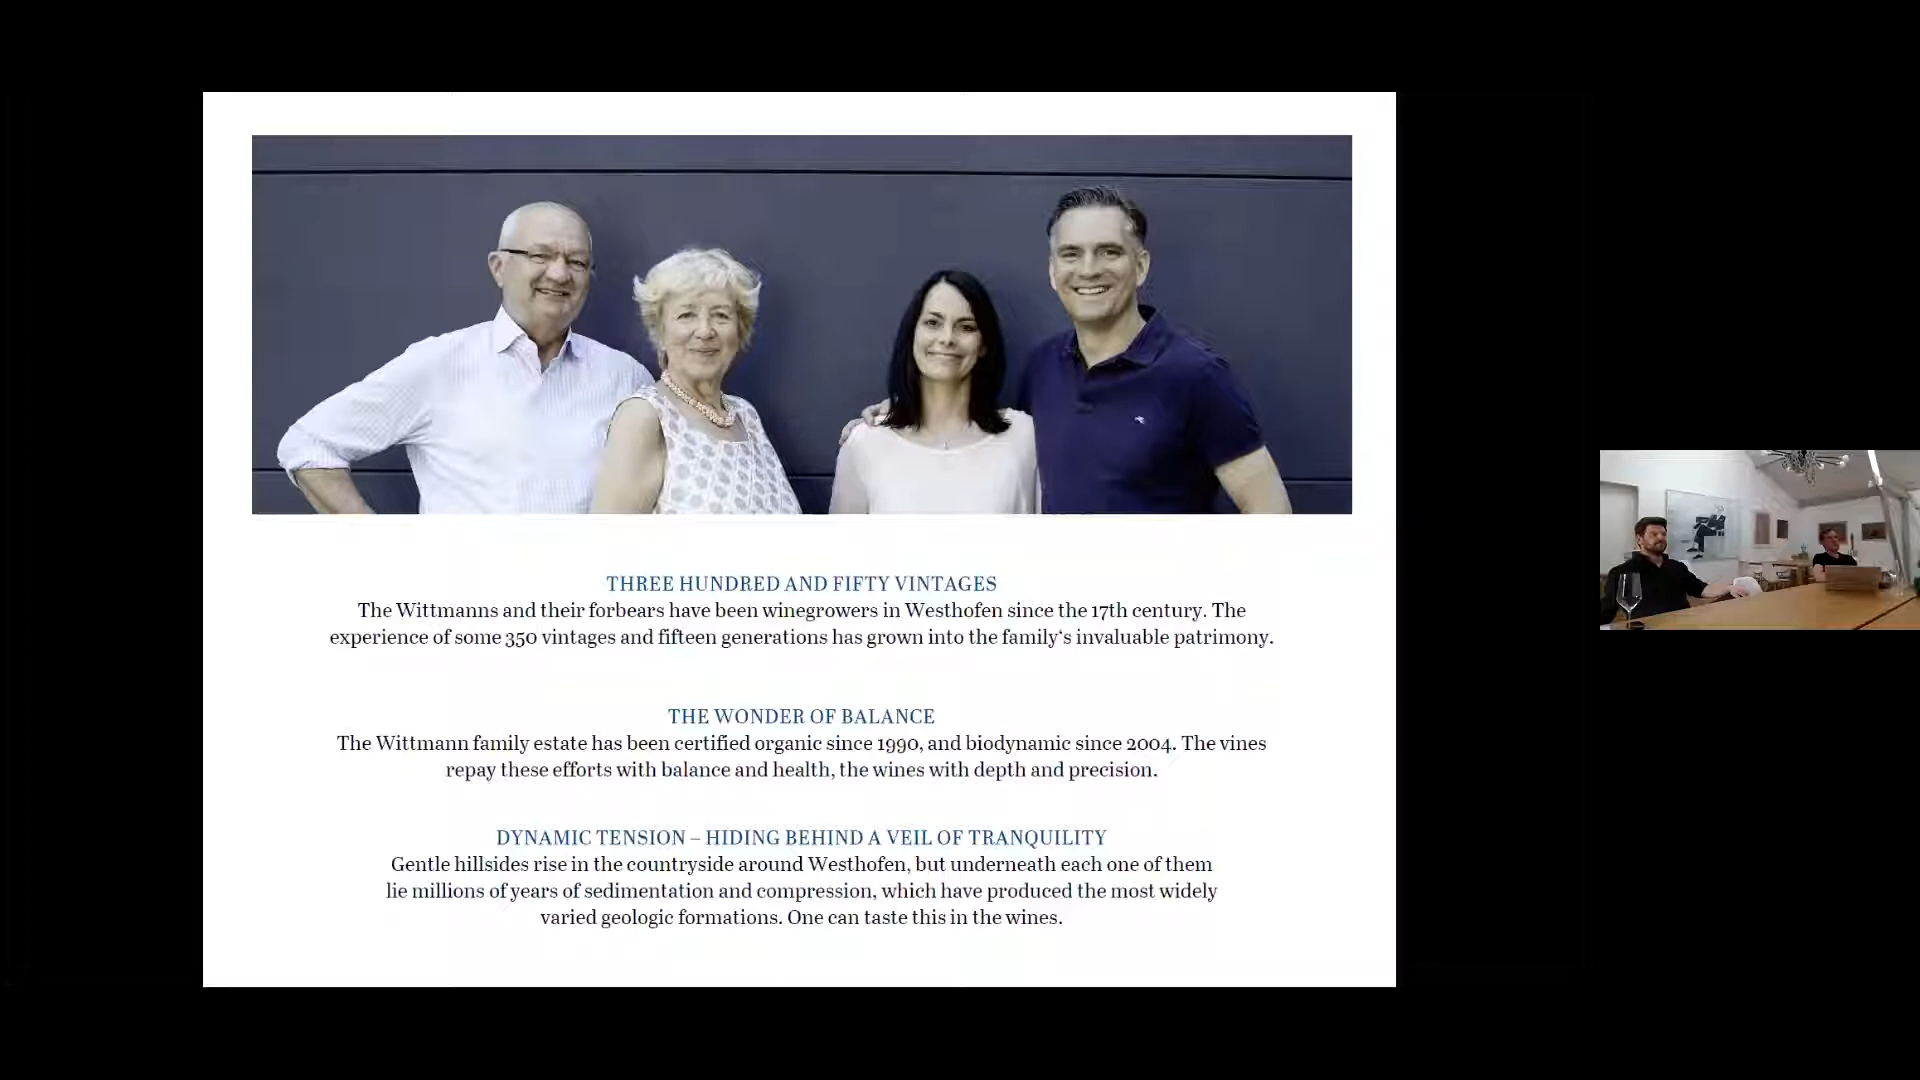 THREE HUNDRED AND FIFTY VINTAGES
The Wittmanns and their forbears have been winegrowers in Westhofen since the 17th century. The
experience of some 350 vintages and fifteen generations has grown into the family‘s invaluable patrimony.
THE WONDER OF BALANCE
The Wittmann family estate has been certified organic since 1990, and biodynamic since 2004. The vines
repay these efforts with balance and health, the wines with depth and precision.
DYNAMIC TENSION – HIDING BEHIND A VEIL OF TRANQUILITY
Gentle hillsides rise in the countryside around Westhofen, but underneath each one of them
lie millions of years of sedimentation and compression, which have produced the most widely
varied geologic formations. One can taste this in the wines.